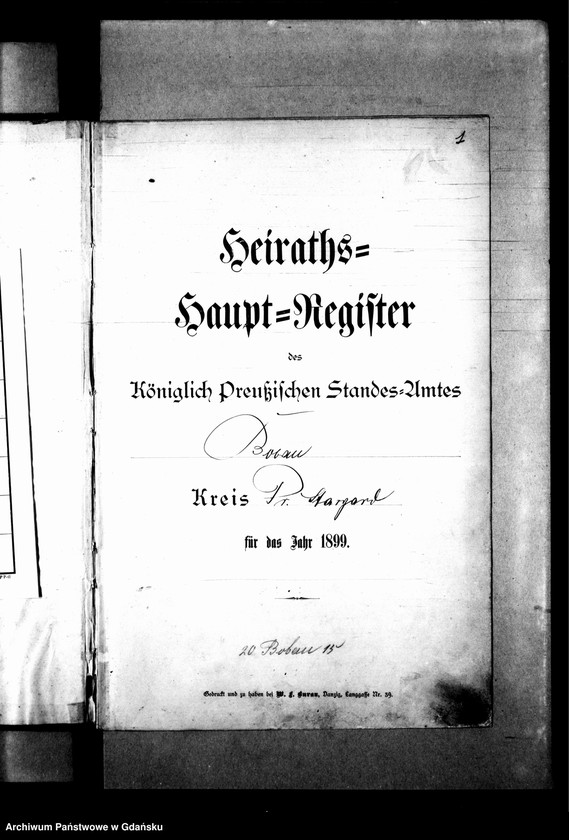 1
Heiraths-
Haupt-Register
des
Königlich Preußischen Standes-Amtes
Bobau
Kreis Pr. Stargard
für das Jahr 1899.
20 Bobau 15
Gedruckt und zu haben bei W. F. Burau, Danzig, Langgasse Nr. 39.
Archiwum Państwowe w Gdańsku